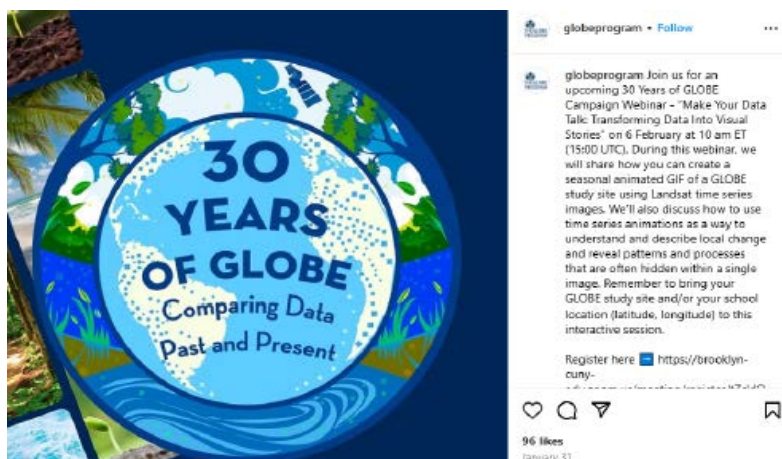 30
YEARS
OF GLOBE
Comparing Data
Past and Present
globeprogram • Follow
globeprogram Join us for an
upcoming 30 Years of GLOBE
Campaign Webinar - "Make Your Data
Talk: Transforming Data Into Visual
Stories" on 6 February at 10 am ET
(15:00 UTC). During this webinar, we
will share how you can create a
seasonal animated GIF of a GLOBE
study site using Landsat time series
images. We'll also discuss how to use
time series animations as a way to
understand and describe local change
and reveal patterns and processes
that are often hidden within a single
image. Remember to bring your
GLOBE study site and/or your school
location (latitude, longitude) to this
interactive session.
Register here ➡ https://brooklyn-
cuny-
96 likes
January 31